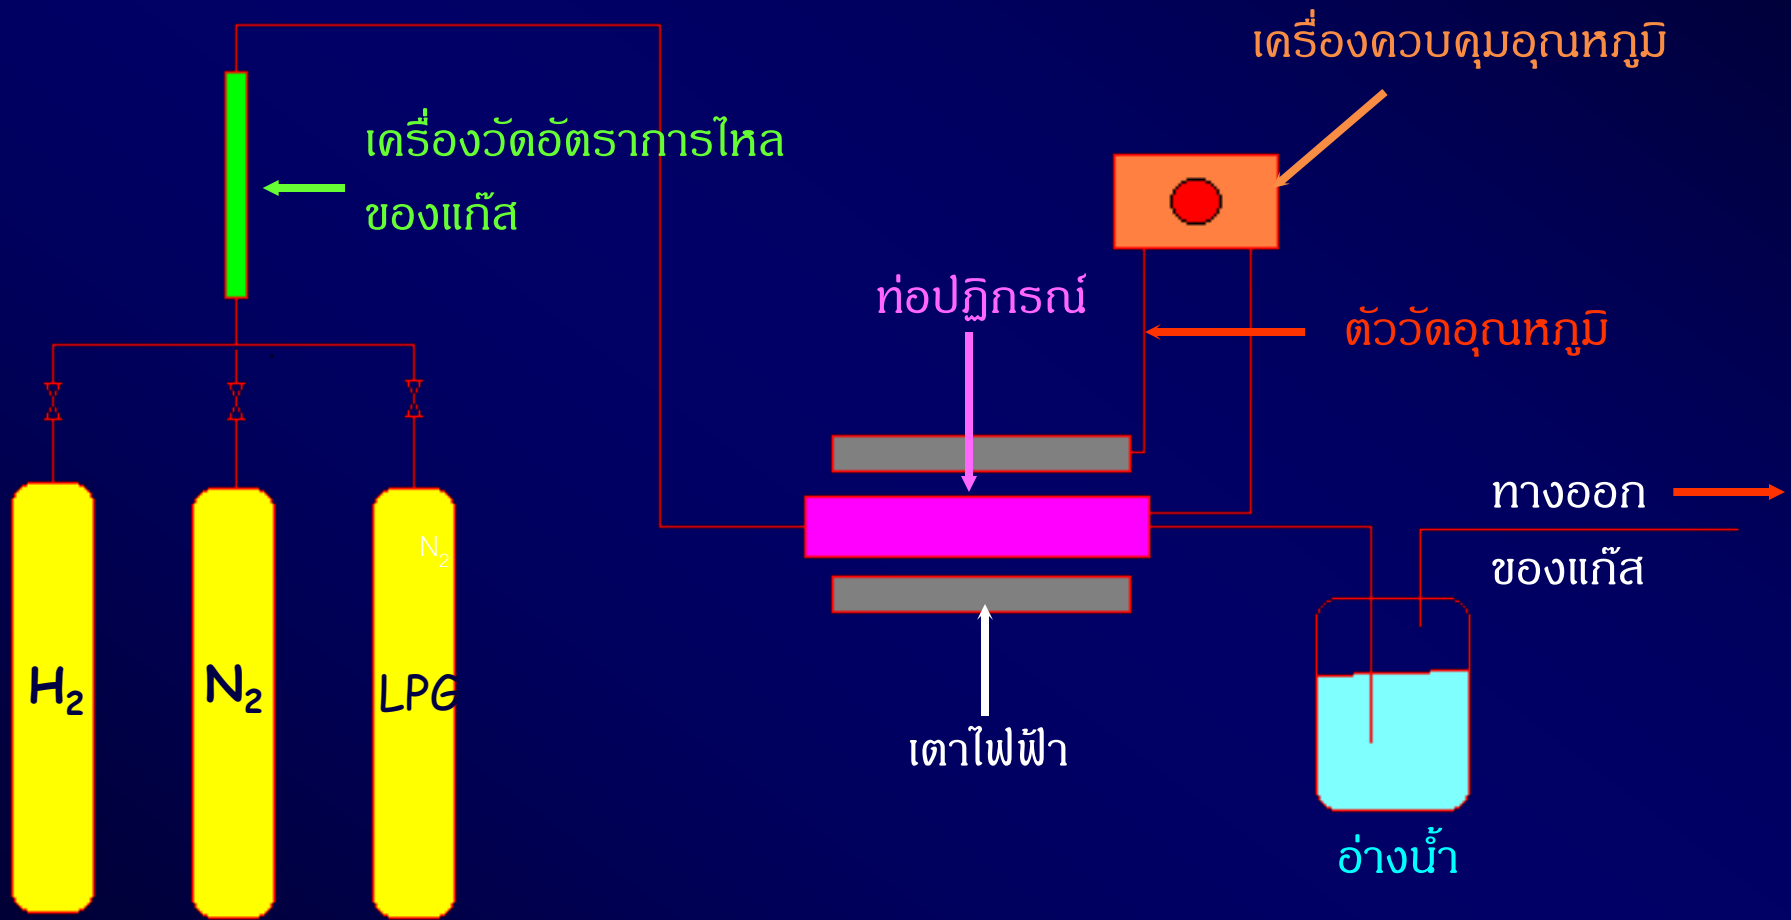 เครื่องควบคุมอุณหภูมิ
เครื่องวัดอัตราการไหล
ของแก๊ส
ท่อปฏิกรณ์
ตัววัดอุณหภูมิ
ทางออก
ของแก๊ส
N2
H2
N2
LPG
เตาไฟฟ้า
อ่างน้ำ